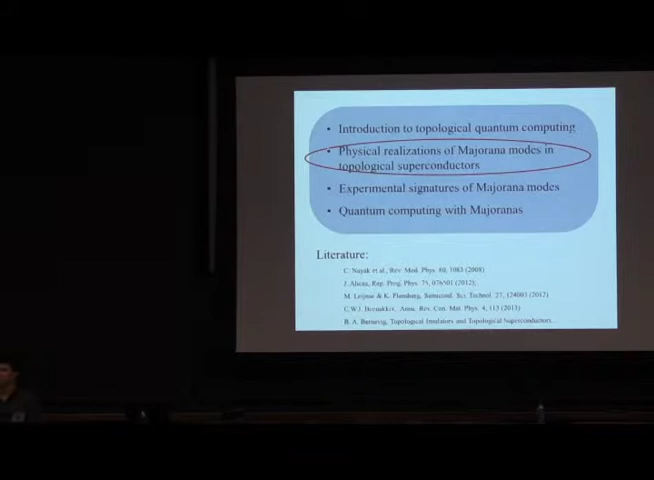 • Introduction to topological quantum computing
• Physical realizations of Majorana modes in
topological superconductors
• Experimental signatures of Majorana modes
• Quantum computing with Majoranas
Literature:
C. Nayak et al., Rev. Mod. Phys. 80, 1083 (2008)
J. Alicea, Rep. Prog. Phys. 75, 076501 (2012);
M. Leijnse & K. Flensberg, Semicond. Sci. Technol. 27, 124003 (2012)
C.W.J. Beenakker, Annu. Rev. Con. Mat. Phys. 4, 113 (2013)
B. A. Bernevig, Topological Insulators and Topological Superconductors...